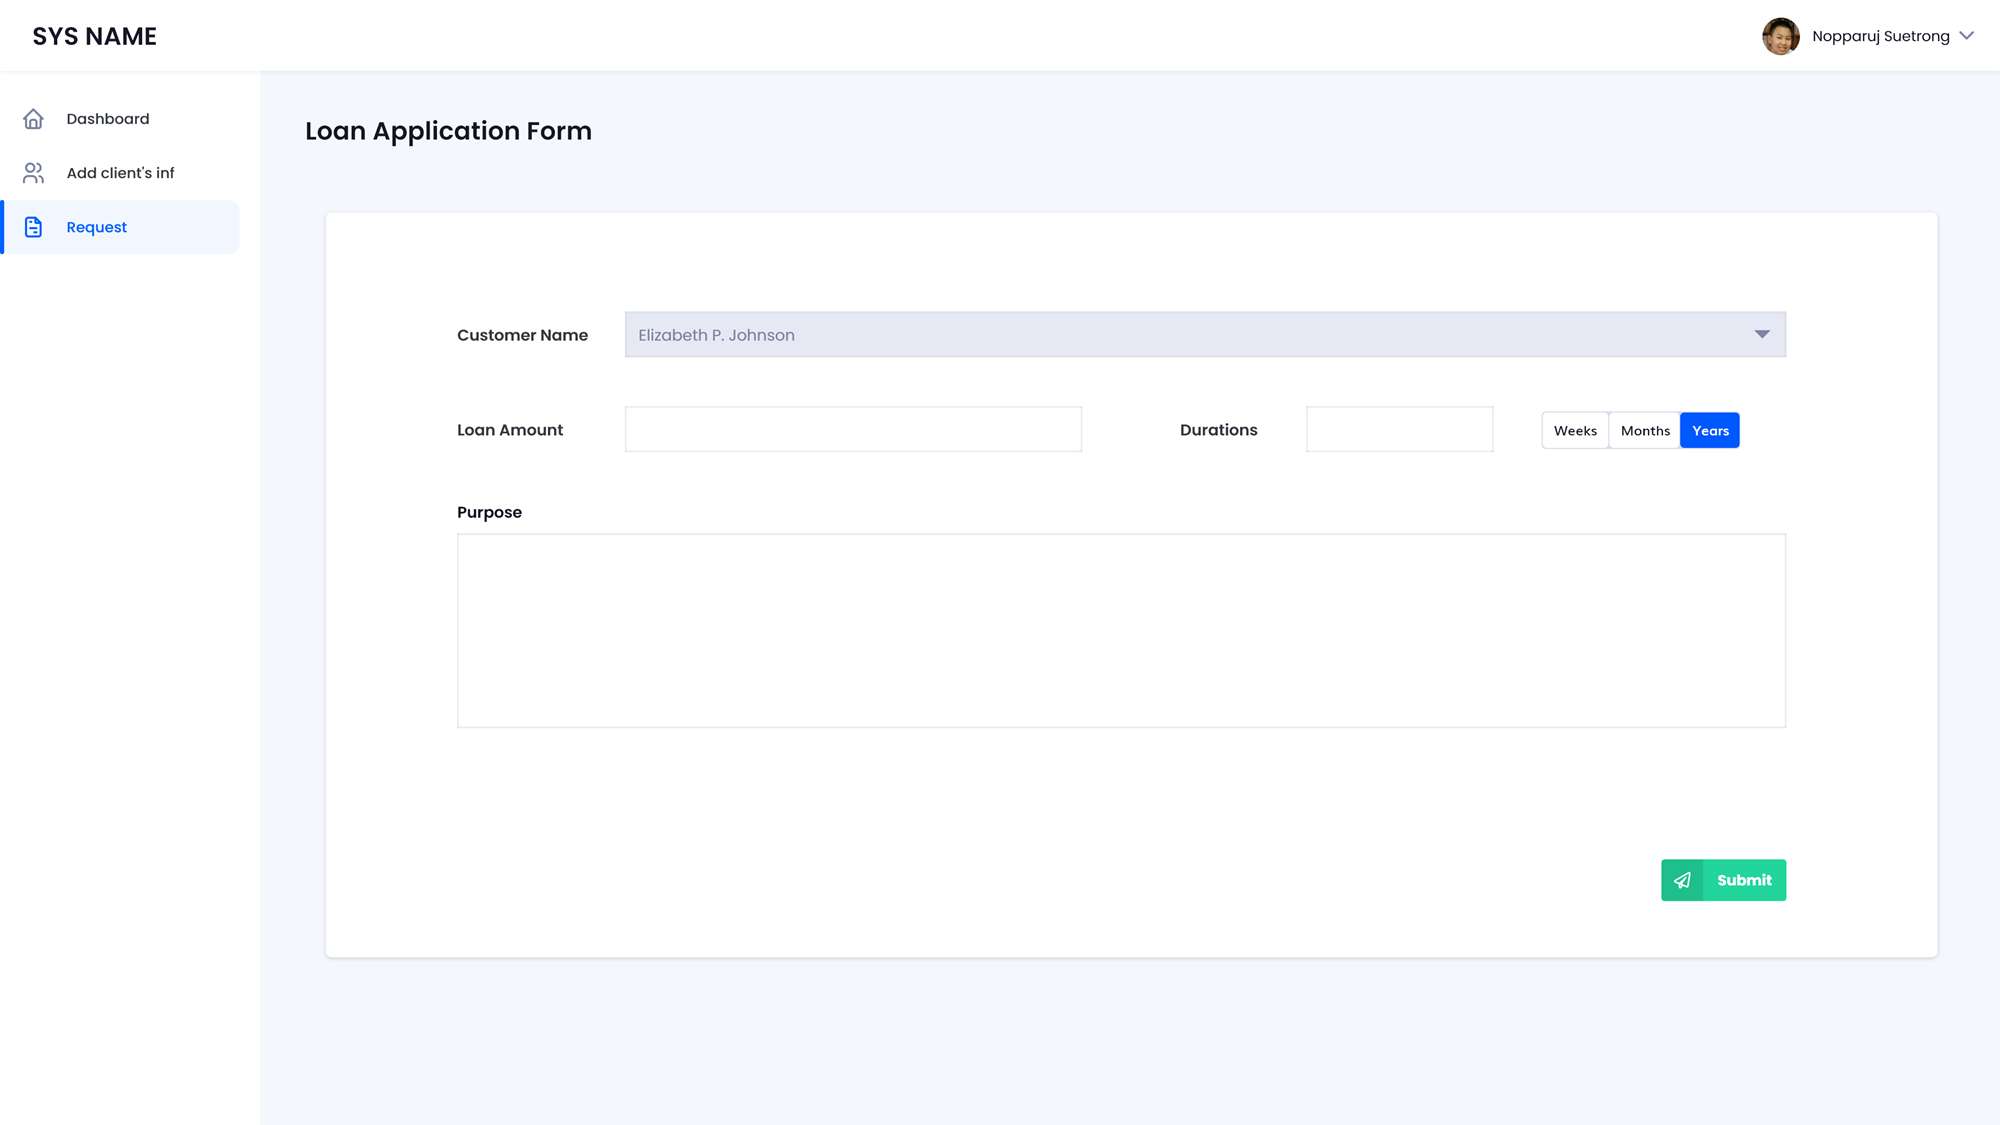 SYS NAME
Nopparuj Suetrong
Dashboard
Add client's inf
Request
Loan Application Form
Customer Name
Elizabeth P. Johnson
Loan Amount
Durations
Weeks
Months
Years
Purpose
Submit